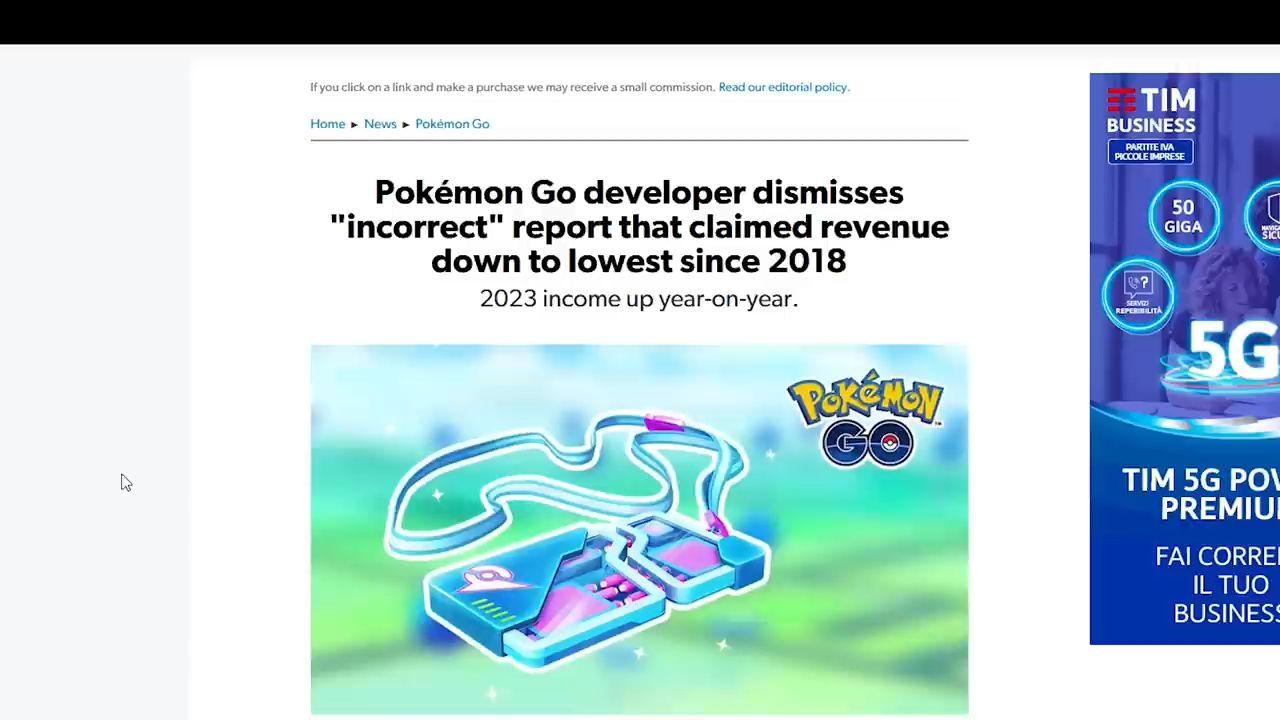 If you click on a link and make a purchase we may receive a small commission. Read our editorial policy.
Home ► News ► Pokémon Go
Pokémon Go developer dismisses
"incorrect" report that claimed revenue
down to lowest since 2018
2023 income up year-on-year.
POKÉMON
GO
TIM
BUSINESS
PARTITE IVA
PICCOLE IMPRESE
50
GIGA
SERVIZI
REPERIBILITÀ
5G
TIM 5G POW
PREMIU
FAI CORRE
IL TUO
BUSINESS